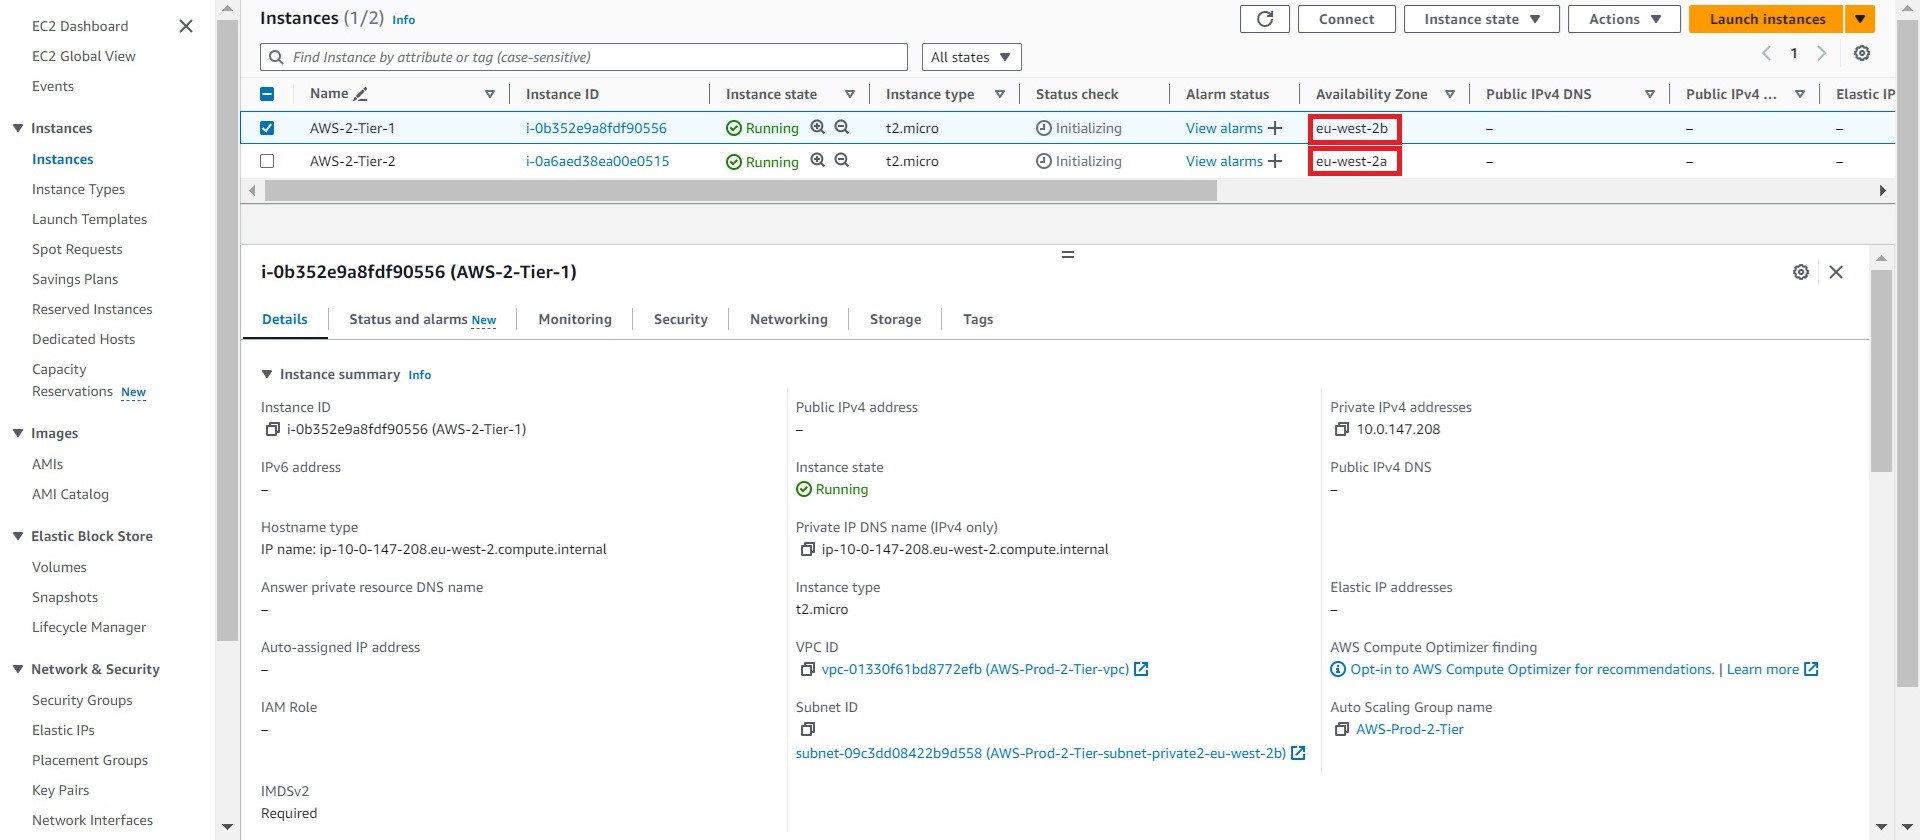 EC2 Dashboard
EC2 Global View
Events
Instances
Instances
Instance Types
Launch Templates
Spot Requests
Savings Plans
Reserved Instances
Dedicated Hosts
Capacity
Reservations New
Images
AMIs
AMI Catalog
Elastic Block Store
Volumes
Snapshots
Lifecycle Manager
Network & Security
Security Groups
Elastic IPs
Placement Groups
Key Pairs
Network Interfaces
Instances (1/2) Info
Connect Instance state Actions Launch instances
Find Instance by attribute or tag (case-sensitive) All states 1
Name Instance ID Instance state Instance type Status check Alarm status Availability Zone Public IPv4 DNS Public IPv4 ... Elastic IP
AWS-2-Tier-1 i-0b352e9a8fdf90556 Running t2.micro Initializing View alarms + eu-west-2b – – –
AWS-2-Tier-2 i-0a6aed38ea00e0515 Running t2.micro Initializing View alarms + eu-west-2a – – –
i-0b352e9a8fdf90556 (AWS-2-Tier-1)
Details Status and alarms New Monitoring Security Networking Storage Tags
Instance summary Info
Instance ID
i-0b352e9a8fdf90556 (AWS-2-Tier-1)
IPv6 address
–
Hostname type
IP name: ip-10-0-147-208.eu-west-2.compute.internal
Answer private resource DNS name
–
Auto-assigned IP address
–
IAM Role
–
IMDSv2
Required
Public IPv4 address
–
Instance state
Running
Private IP DNS name (IPv4 only)
ip-10-0-147-208.eu-west-2.compute.internal
Instance type
t2.micro
VPC ID
vpc-01330f61bd8772efb (AWS-Prod-2-Tier-vpc)
Subnet ID
subnet-09c3dd08422b9d558 (AWS-Prod-2-Tier-subnet-private2-eu-west-2b)
Private IPv4 addresses
10.0.147.208
Public IPv4 DNS
–
Elastic IP addresses
–
AWS Compute Optimizer finding
Opt-in to AWS Compute Optimizer for recommendations. | Learn more
Auto Scaling Group name
AWS-Prod-2-Tier